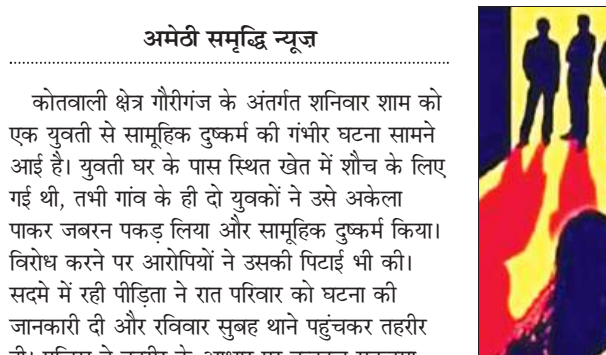 अमेठी समृद्धि न्यूज़
कोतवाली क्षेत्र गौरीगंज के अंतर्गत शनिवार शाम को
एक युवती से सामूहिक दुष्कर्म की गंभीर घटना सामने
आई है। युवती घर के पास स्थित खेत में शौच के लिए
गई थी, तभी गांव के ही दो युवकों ने उसे अकेला
पाकर जबरन पकड़ लिया और सामूहिक दुष्कर्म किया।
विरोध करने पर आरोपियों ने उसकी पिटाई भी की।
सदमे में रही पीड़िता ने रात परिवार को घटना की
जानकारी दी और रविवार सुबह थाने पहुंचकर तहरीर